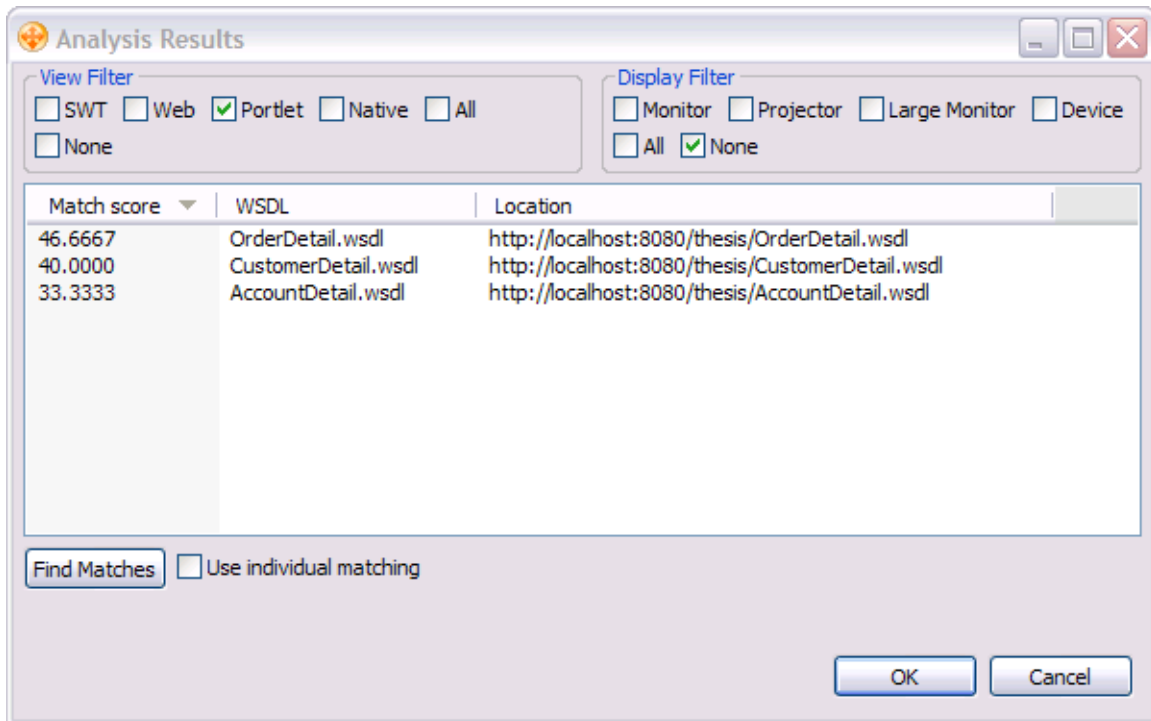 Analysis Results
View Filter
SWT Web Portlet Native All
None
Display Filter
Monitor Projector Large Monitor Device
All None
Match score WSDL Location
46.6667 OrderDetail.wsdl http://localhost:8080/thesis/OrderDetail.wsdl
40.0000 CustomerDetail.wsdl http://localhost:8080/thesis/CustomerDetail.wsdl
33.3333 AccountDetail.wsdl http://localhost:8080/thesis/AccountDetail.wsdl
Find Matches Use individual matching
OK Cancel